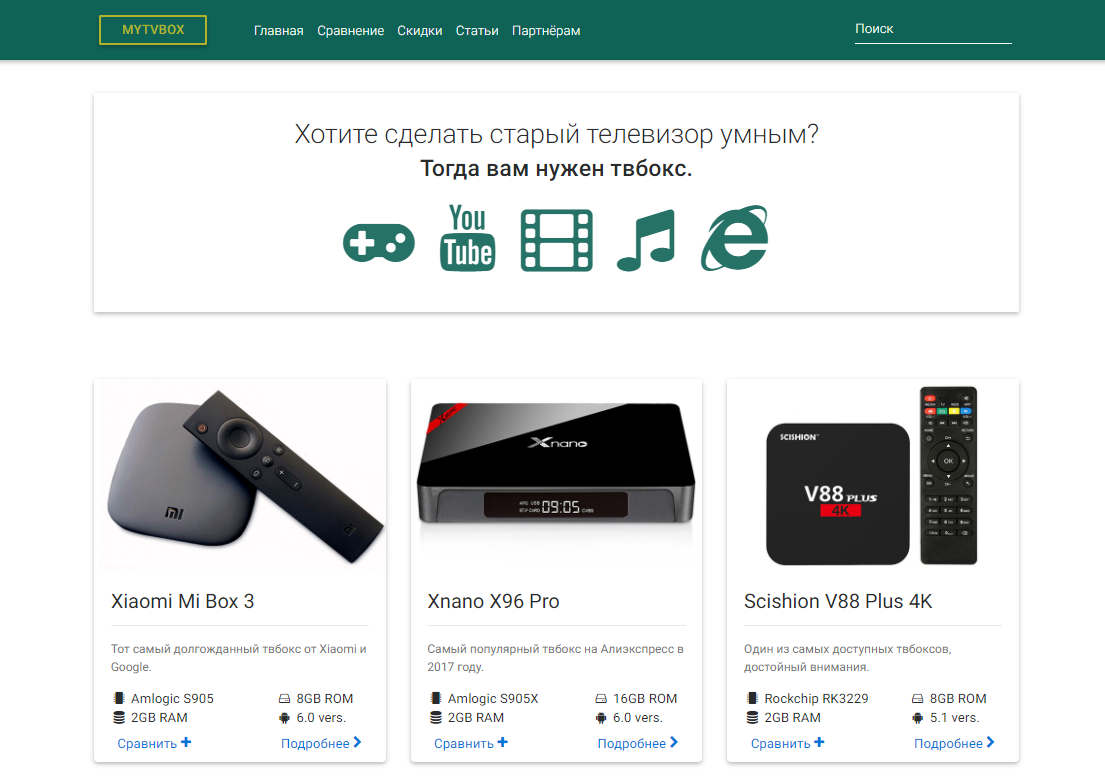 MYTVBOX
Главная Сравнение Скидки Статьи Партнёрам
Поиск
Хотите сделать старый телевизор умным?
Тогда вам нужен твбокс.
You
Tube
Xnano
09:05
SCISHION
V88 PLUS
4K
OK
Xiaomi Mi Box 3
Тот самый долгожданный твбокс от Xiaomi и
Google.
Amlogic S905 8GB ROM
2GB RAM 6.0 vers.
Сравнить Подробнее
Xnano X96 Pro
Самый популярный твбокс на Алиэкспресс в
2017 году.
Amlogic S905X 16GB ROM
2GB RAM 6.0 vers.
Сравнить Подробнее
Scishion V88 Plus 4K
Один из самых доступных твбоксов,
достойный внимания.
Rockchip RK3229 8GB ROM
2GB RAM 5.1 vers.
Сравнить Подробнее